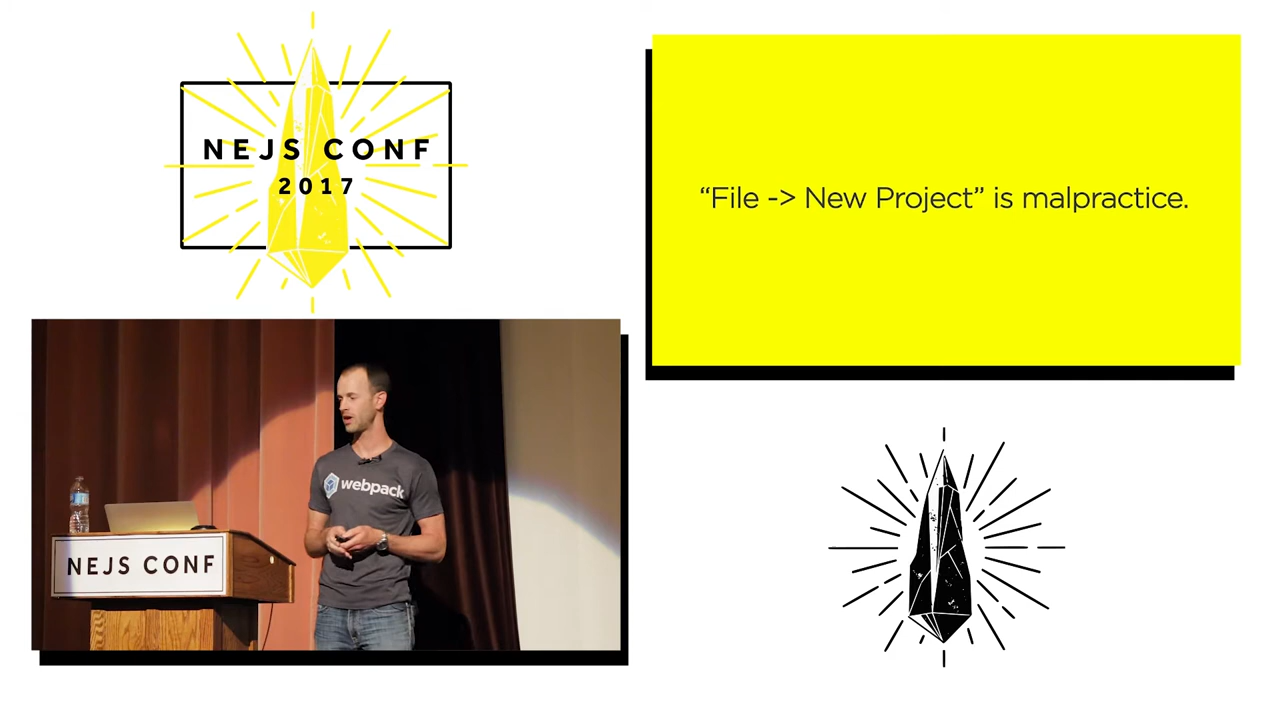 NEJS CONF
2017
“File -> New Project” is malpractice.
webpack
NEJS CONF